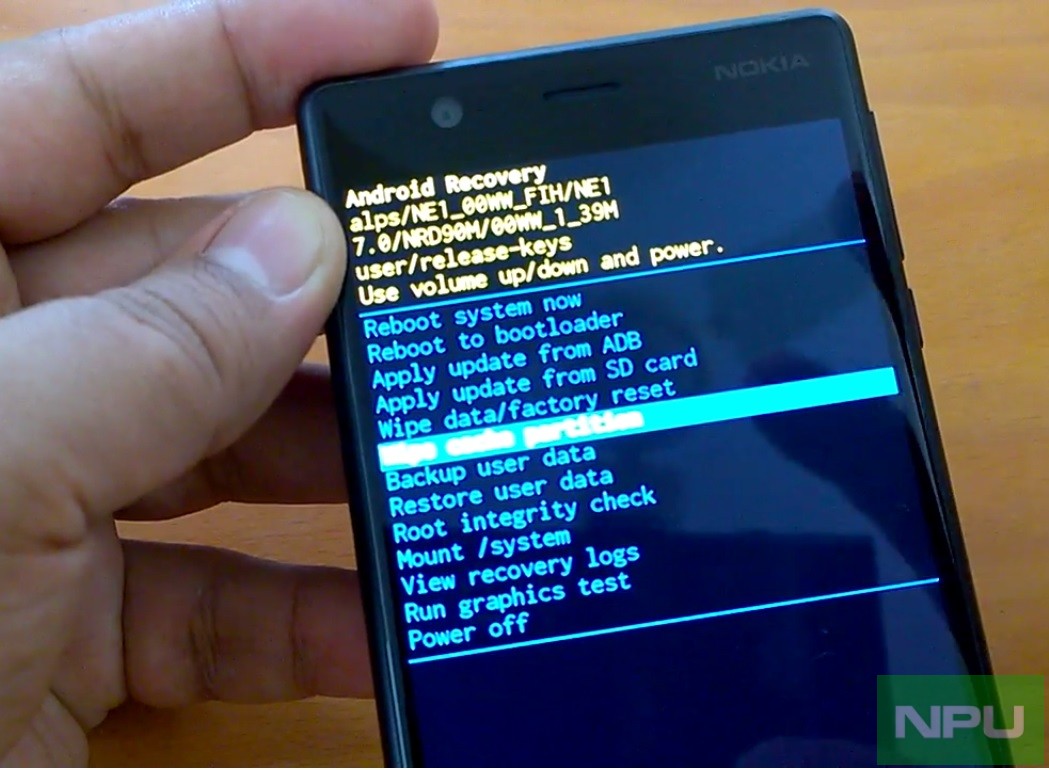 NOKIA
Android Recovery
alps/NE1_00WW_FIH/NE1
7.0/NRD90M/00WW_1_39M
user/release-keys
Use volume up/down and power.
Reboot system now
Reboot to bootloader
Apply update from ADB
Apply update from SD card
Wipe data/factory reset
Wipe cache partition
Backup user data
Restore user data
Root integrity check
Mount /system
View recovery logs
Run graphics test
Power off
NPU